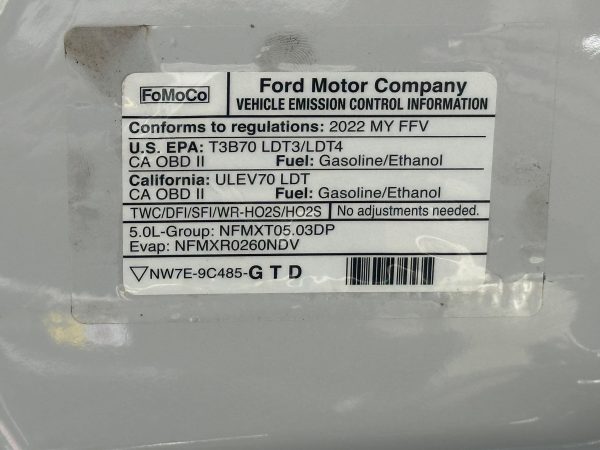 FoMoCo
Ford Motor Company
VEHICLE EMISSION CONTROL INFORMATION
Conforms to regulations: 2022 MY FFV
U.S. EPA: T3B70 LDT3/LDT4
CA OBD II Fuel: Gasoline/Ethanol
California: ULEV70 LDT
CA OBD II Fuel: Gasoline/Ethanol
TWC/DFI/SFI/WR-HO2S/HO2S No adjustments needed.
5.0L-Group: NFMXT05.03DP
Evap: NFMXR0260NDV
▽NW7E-9C485-GTD